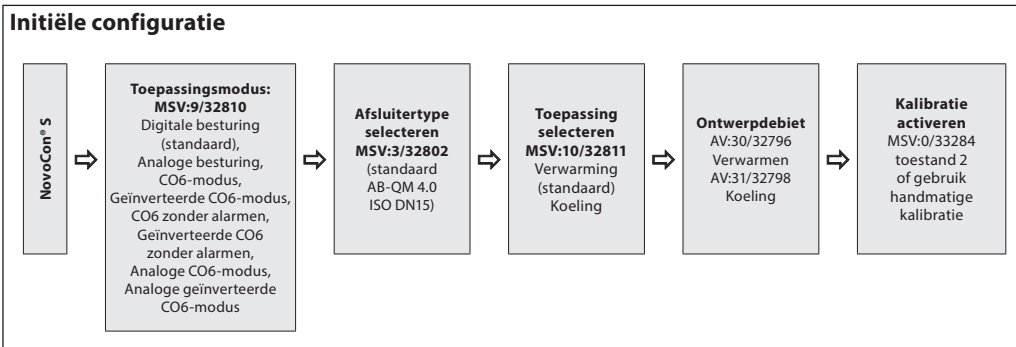 Initiële configuratie
NovoCon® S
Toepassingsmodus:
MSV:9/32810
Digitale besturing
(standaard),
Analoge besturing,
CO6-modus,
Geïnverteerde CO6-modus,
CO6 zonder alarmen,
Geïnverteerde CO6
zonder alarmen,
Analoge CO6-modus,
Analoge geïnverteerde
CO6-modus
Afsluitertype
selecteren
MSV:3/32802
(standaard
AB-QM 4.0
ISO DN15)
Toepassing
selecteren
MSV:10/32811
Verwarming
(standaard)
Koeling
Ontwerpdebiet
AV:30/32796
Verwarmen
AV:31/32798
Koeling
Kalibratie
activeren
MSV:0/33284
toestand 2
of gebruik
handmatige
kalibratie